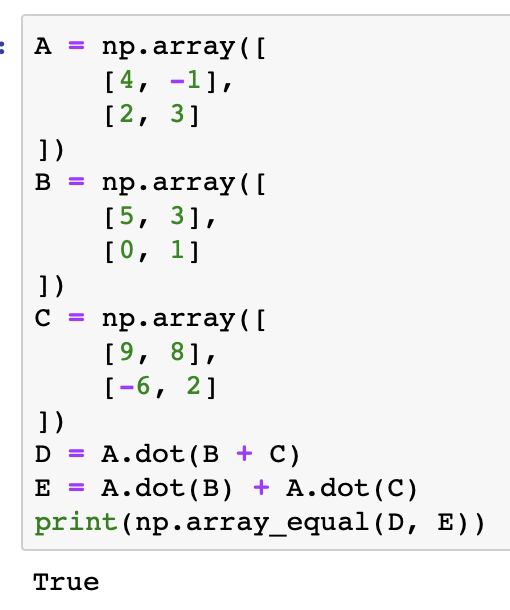 : A = np.array([
    [4, -1],
    [2, 3]
])
B = np.array([
    [5, 3],
    [0, 1]
])
C = np.array([
    [9, 8],
    [-6, 2]
])
D = A.dot(B + C)
E = A.dot(B) + A.dot(C)
print(np.array_equal(D, E))
True